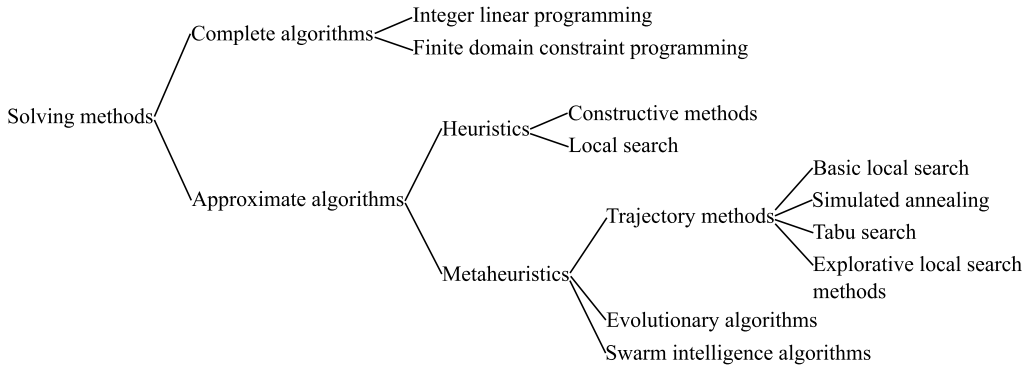 Integer linear programming
Complete algorithms
Finite domain constraint programming
Solving methods
Constructive methods
Heuristics
Local search
Basic local search
Approximate algorithms
Simulated annealing
Trajectory methods
Tabu search
Explorative local search
methods
Metaheuristics
Evolutionary algorithms
Swarm intelligence algorithms